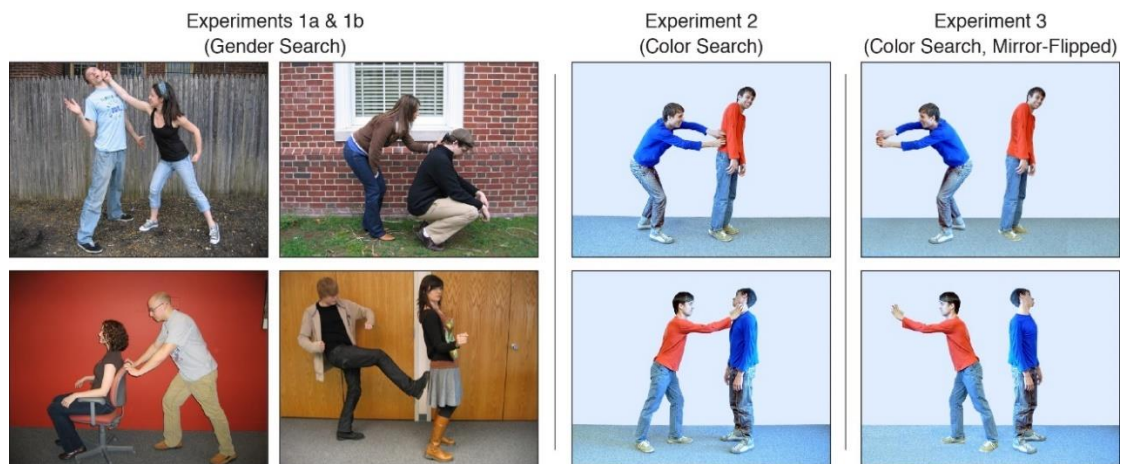 Experiments 1a & 1b
(Gender Search)
Experiment 2
(Color Search)
Experiment 3
(Color Search, Mirror-Flipped)